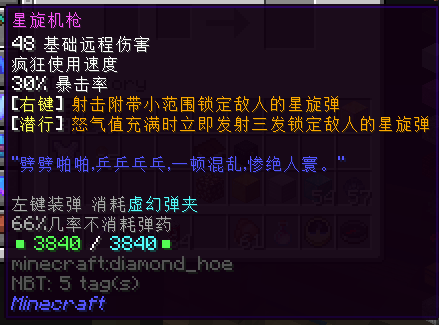 星旋机枪
48 基础远程伤害
疯狂使用速度
30% 暴击率
[右键] 射击附带小范围锁定敌人的星旋弹
[潜行] 怒气值充满时立即发射三发锁定敌人的星旋弹
"劈劈啪啪,乒乒乓乓,一顿混乱,惨绝人寰。"
左键装弹 消耗虚幻弹夹
66%几率不消耗弹药
▪ 3840 / 3840 ▪
minecraft:diamond_hoe
NBT: 5 tag(s)
Minecraft